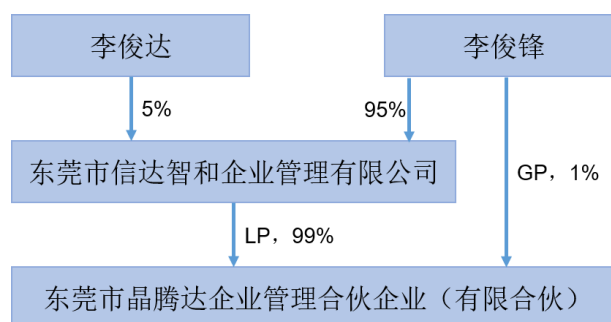 李俊达
李俊锋
5%
95%
东莞市信达智和企业管理有限公司
GP，1%
LP，99%
东莞市晶腾达企业管理合伙企业（有限合伙）